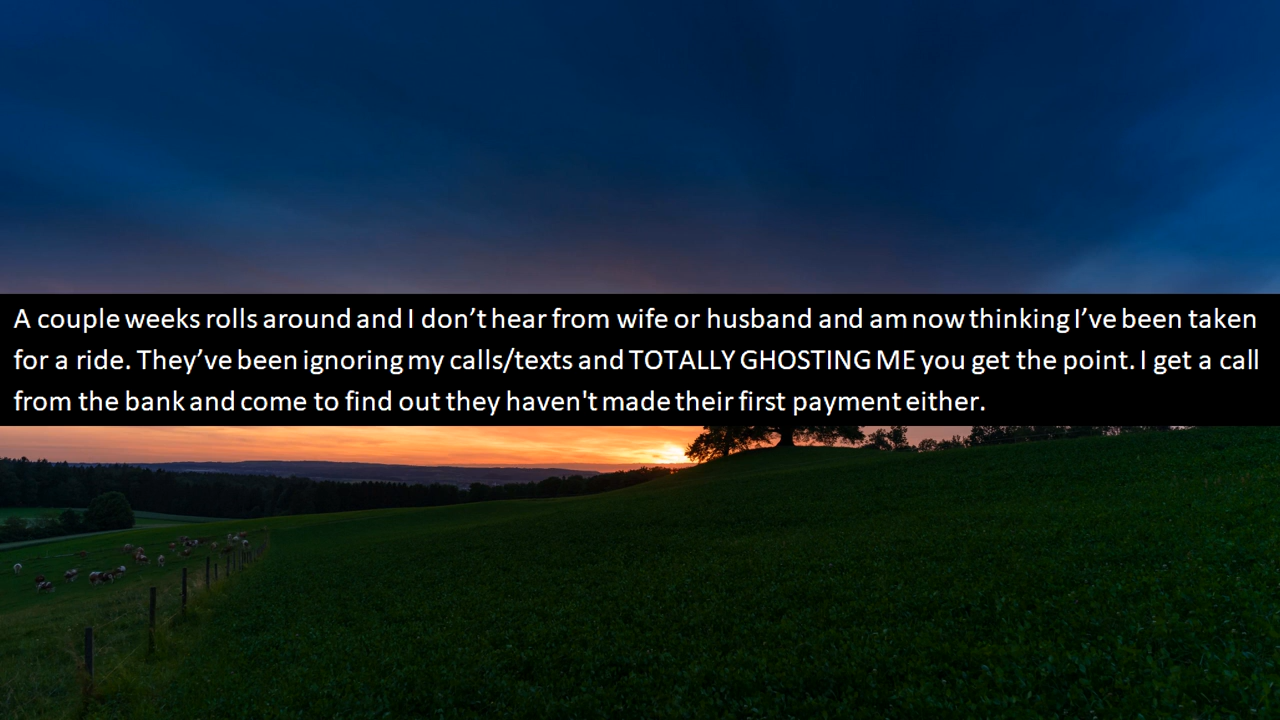 A couple weeks rolls around and I don’t hear from wife or husband and am now thinking I’ve been taken
for a ride. They’ve been ignoring my calls/texts and TOTALLY GHOSTING ME you get the point. I get a call
from the bank and come to find out they haven't made their first payment either.